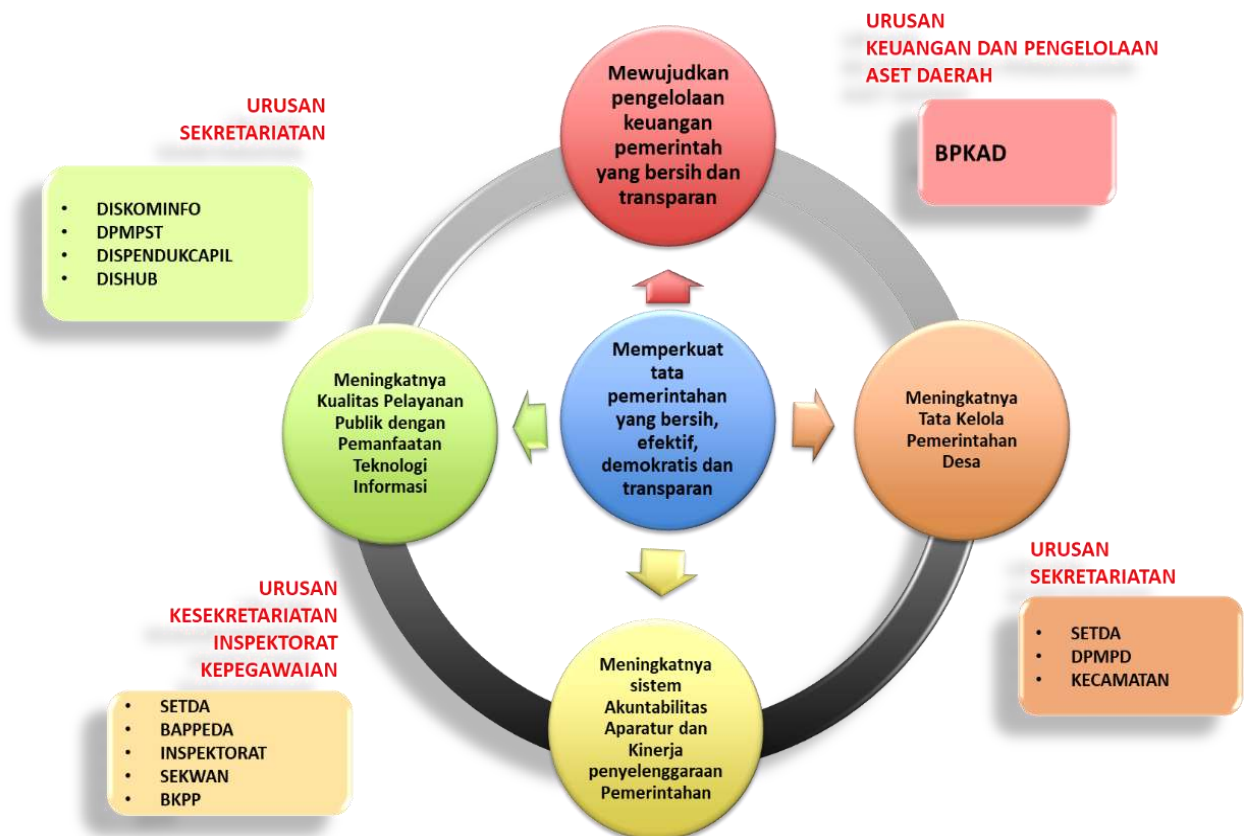 URUSAN
KEUANGAN DAN PENGELOLAAN
ASET DAERAH
BPKAD
Mewujudkan
pengelolaan
keuangan
pemerintah
yang bersih dan
transparan
URUSAN
SEKRETARIATAN
• DISKOMINFO
• DPMPST
• DISPENDUKCAPIL
• DISHUB
Meningkatnya
Kualitas Pelayanan
Publik dengan
Pemanfaatan
Teknologi
Informasi
Memperkuat
tata
pemerintahan
yang bersih,
efektif,
demokratis dan
transparan
Meningkatnya
Tata Kelola
Pemerintahan
Desa
URUSAN
SEKRETARIATAN
• SETDA
• DPMPD
• KECAMATAN
URUSAN
KESEKRETARIATAN
INSPEKTORAT
KEPEGAWAIAN
• SETDA
• BAPPEDA
• INSPEKTORAT
• SEKWAN
• BKPP
Meningkatnya
sistem
Akuntabilitas
Aparatur dan
Kinerja
penyelenggaraan
Pemerintahan